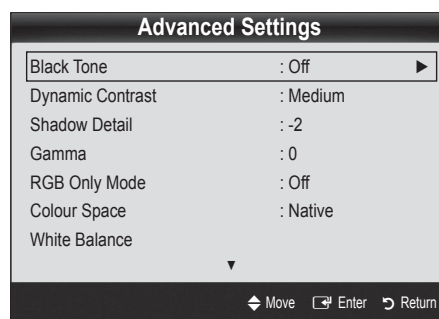 Advanced Settings
Black Tone : Off ▶
Dynamic Contrast : Medium
Shadow Detail : -2
Gamma : 0
RGB Only Mode : Off
Colour Space : Native
White Balance
▼
Move Enter Return